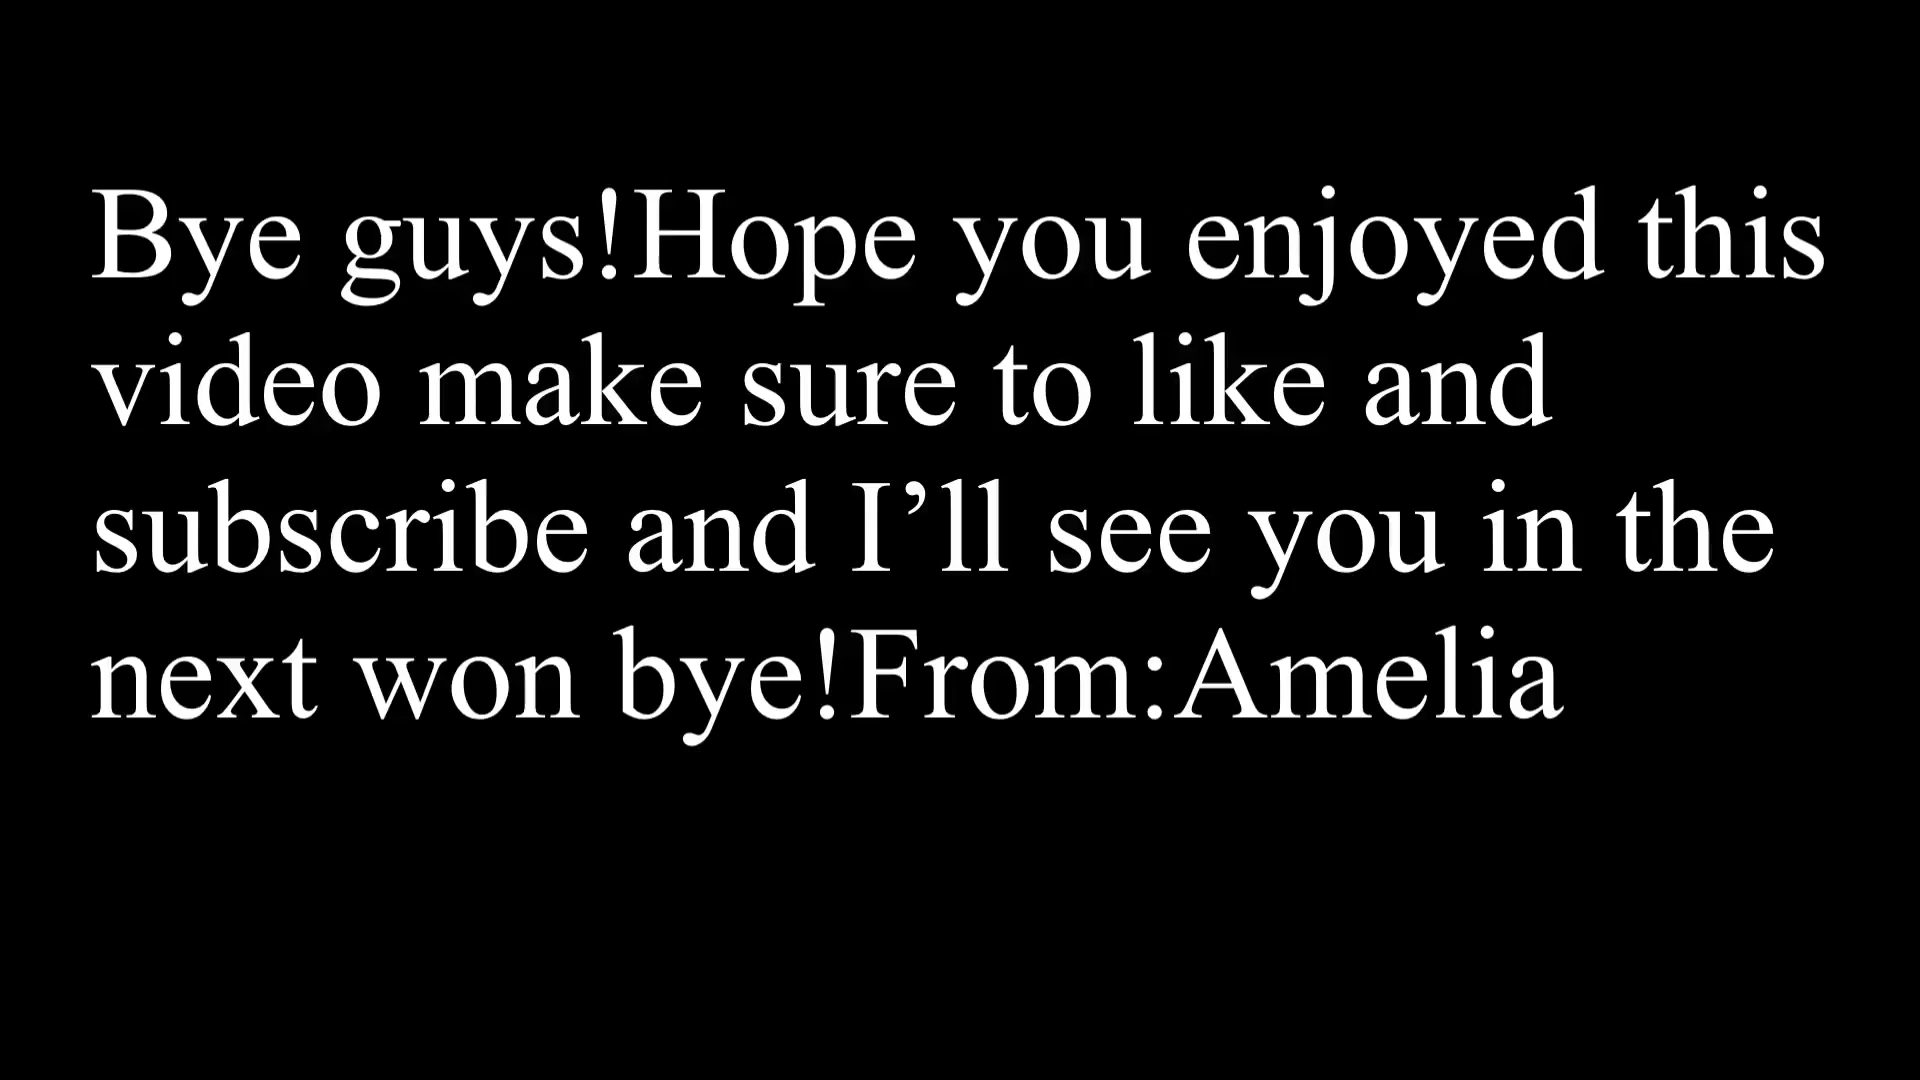 Bye guys!Hope you enjoyed this
video make sure to like and
subscribe and I’ll see you in the
next won bye!From:Amelia